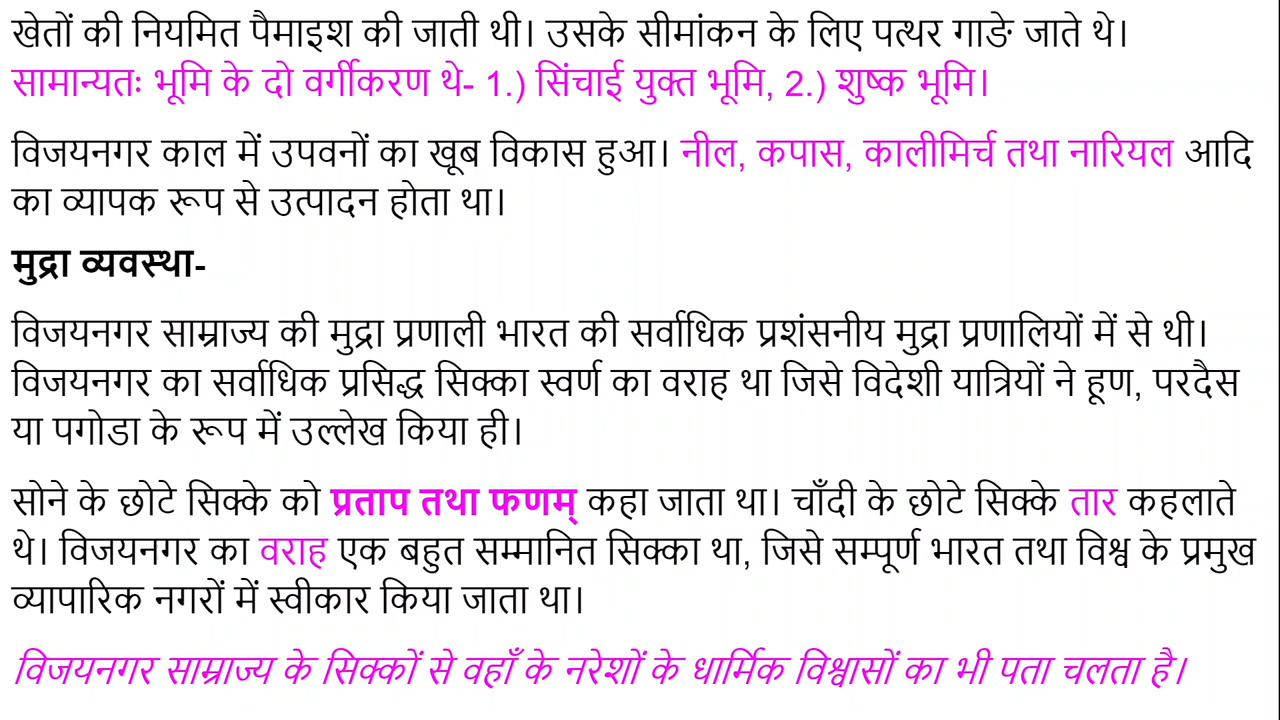 खेतों की नियमित पैमाइश की जाती थी। उसके सीमांकन के लिए पत्थर गाङे जाते थे।
सामान्यतः भूमि के दो वर्गीकरण थे- 1.) सिंचाई युक्त भूमि, 2.) शुष्क भूमि।
विजयनगर काल में उपवनों का खूब विकास हुआ। नील, कपास, कालीमिर्च तथा नारियल आदि
का व्यापक रूप से उत्पादन होता था।
मुद्रा व्यवस्था-
विजयनगर साम्राज्य की मुद्रा प्रणाली भारत की सर्वाधिक प्रशंसनीय मुद्रा प्रणालियों में से थी।
विजयनगर का सर्वाधिक प्रसिद्ध सिक्का स्वर्ण का वराह था जिसे विदेशी यात्रियों ने हूण, परदैस
या पगोडा के रूप में उल्लेख किया ही।
सोने के छोटे सिक्के को प्रताप तथा फणम् कहा जाता था। चाँदी के छोटे सिक्के तार कहलाते
थे। विजयनगर का वराह एक बहुत सम्मानित सिक्का था, जिसे सम्पूर्ण भारत तथा विश्व के प्रमुख
व्यापारिक नगरों में स्वीकार किया जाता था।
विजयनगर साम्राज्य के सिक्कों से वहाँ के नरेशों के धार्मिक विश्वासों का भी पता चलता है।